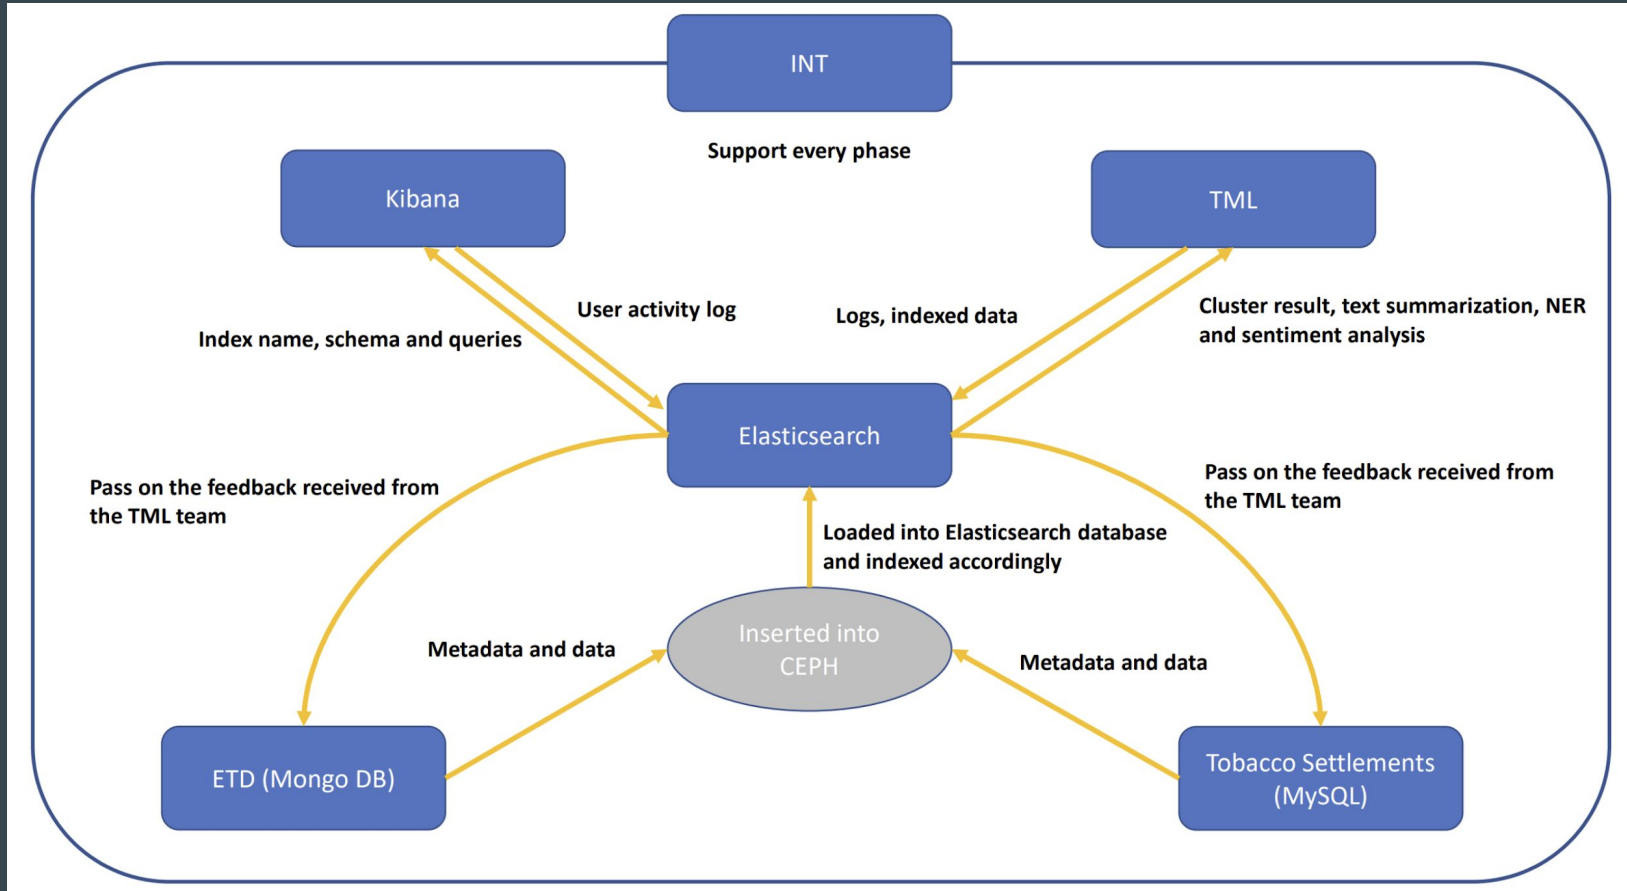 INT
Support every phase
Kibana
TML
User activity log
Index name, schema and queries
Logs, indexed data
Cluster result, text summarization, NER
and sentiment analysis
Elasticsearch
Pass on the feedback received from
the TML team
Pass on the feedback received from
the TML team
Loaded into Elasticsearch database
and indexed accordingly
Inserted into
CEPH
Metadata and data
Metadata and data
ETD (Mongo DB)
Tobacco Settlements
(MySQL)